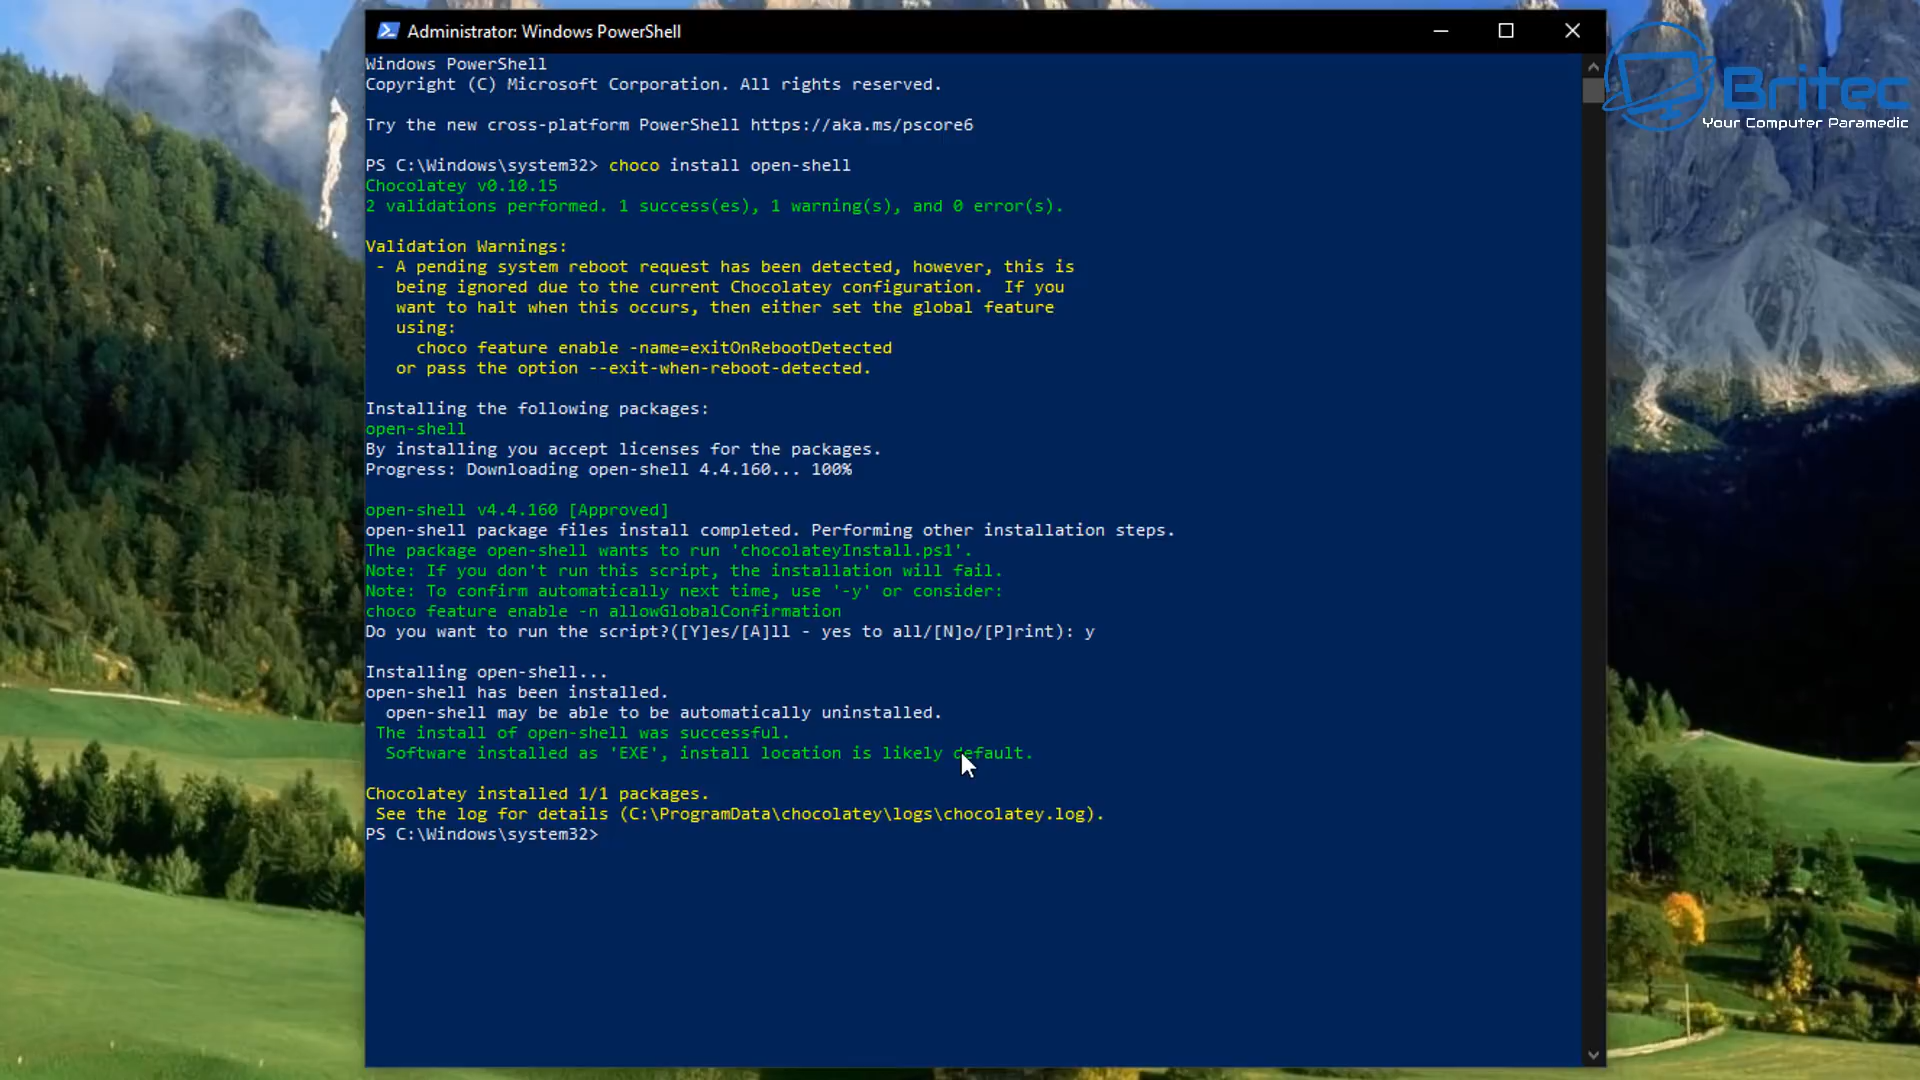 Administrator: Windows PowerShell
Windows PowerShell
Copyright (C) Microsoft Corporation. All rights reserved.
Try the new cross-platform PowerShell https://aka.ms/pscore6
PS C:\Windows\system32> choco install open-shell
Chocolatey v0.10.15
2 validations performed. 1 success(es), 1 warning(s), and 0 error(s).
Validation Warnings:
- A pending system reboot request has been detected, however, this is
being ignored due to the current Chocolatey configuration.  If you
want to halt when this occurs, then either set the global feature
using:
choco feature enable -name=exitOnRebootDetected
or pass the option --exit-when-reboot-detected.
Installing the following packages:
open-shell
By installing you accept licenses for the packages.
Progress: Downloading open-shell 4.4.160... 100%
open-shell v4.4.160 [Approved]
open-shell package files install completed. Performing other installation steps.
The package open-shell wants to run 'chocolateyInstall.ps1'.
Note: If you don't run this script, the installation will fail.
Note: To confirm automatically next time, use '-y' or consider:
choco feature enable -n allowGlobalConfirmation
Do you want to run the script?([Y]es/[A]ll - yes to all/[N]o/[P]rint): y
Installing open-shell...
open-shell has been installed.
open-shell may be able to be automatically uninstalled.
The install of open-shell was successful.
Software installed as 'EXE', install location is likely default.
Chocolatey installed 1/1 packages.
See the log for details (C:\ProgramData\chocolatey\logs\chocolatey.log).
PS C:\Windows\system32>
Britec
Your Computer Paramedic